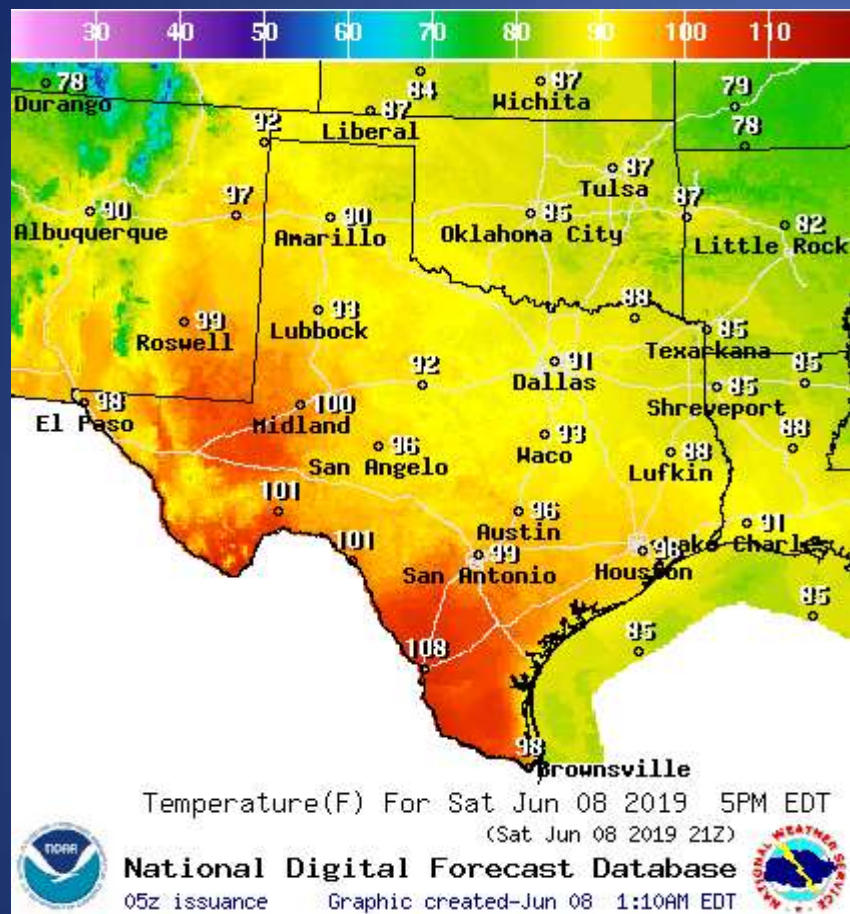 30 40 50 60 70 80 90 100 110
78
Durango
84
87
Wichita
87
Liberal
79
78
92
87
Tulsa
97
90
Albuquerque
90
Amarillo
85
Oklahoma City
87
82
Little Rock
99
Roswell
93
Lubbock
88
85
Texarkana
92
91
Dallas
85
Shreveport
85
98
El Paso
100
Midland
96
San Angelo
93
Waco
88
Lufkin
88
101
101
96
Austin
99
San Antonio
98
Houston
91
Lake Charles
85
85
108
98
Brownsville
Temperature(F) For Sat Jun 08 2019 5PM EDT
(Sat Jun 08 2019 21Z)
National Digital Forecast Database
05z issuance Graphic created-Jun 08 1:10AM EDT
NOAA
NATIONAL WEATHER SERVICE